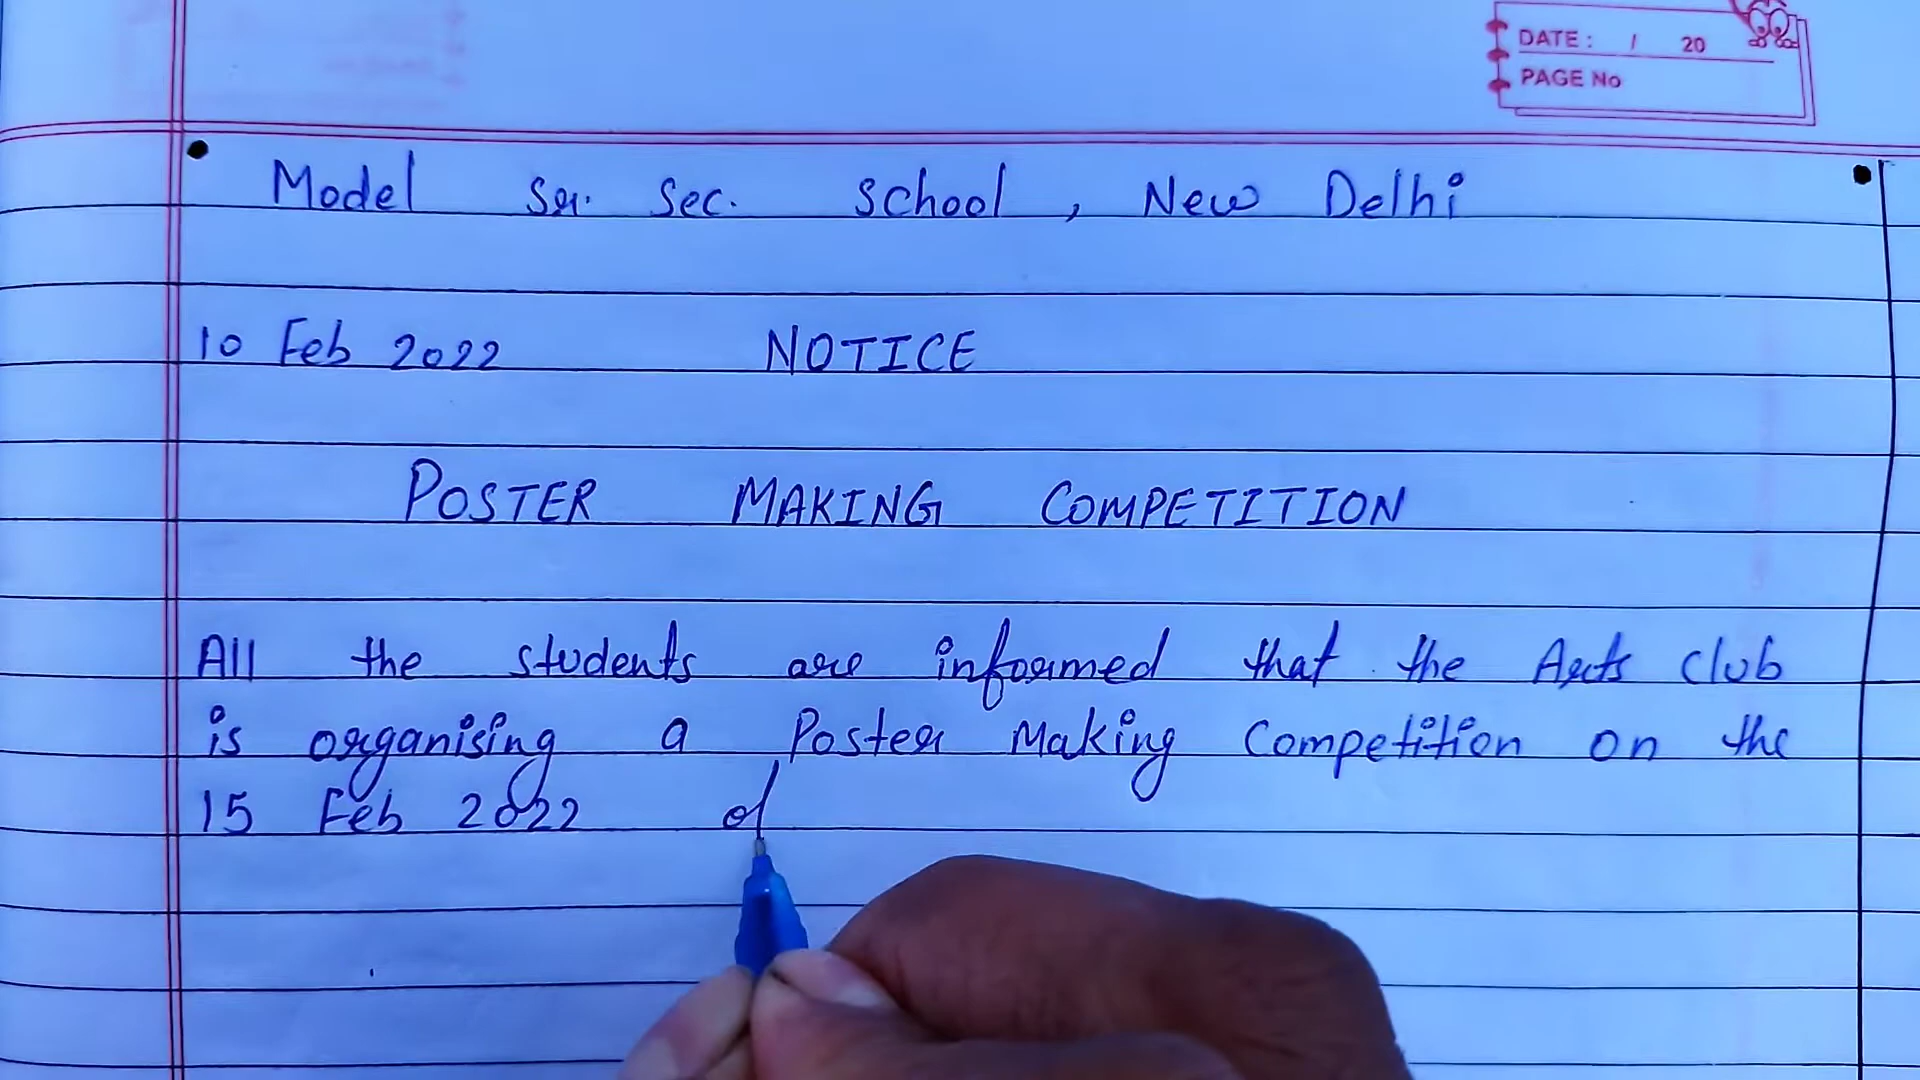 DATE: / 20
PAGE No
Model Sr. Sec. School, New Delhi
10 Feb 2022 NOTICE
POSTER MAKING COMPETITION
All the students are informed that the Arts Club
is organising a Poster Making Competition on the
15 Feb 2022